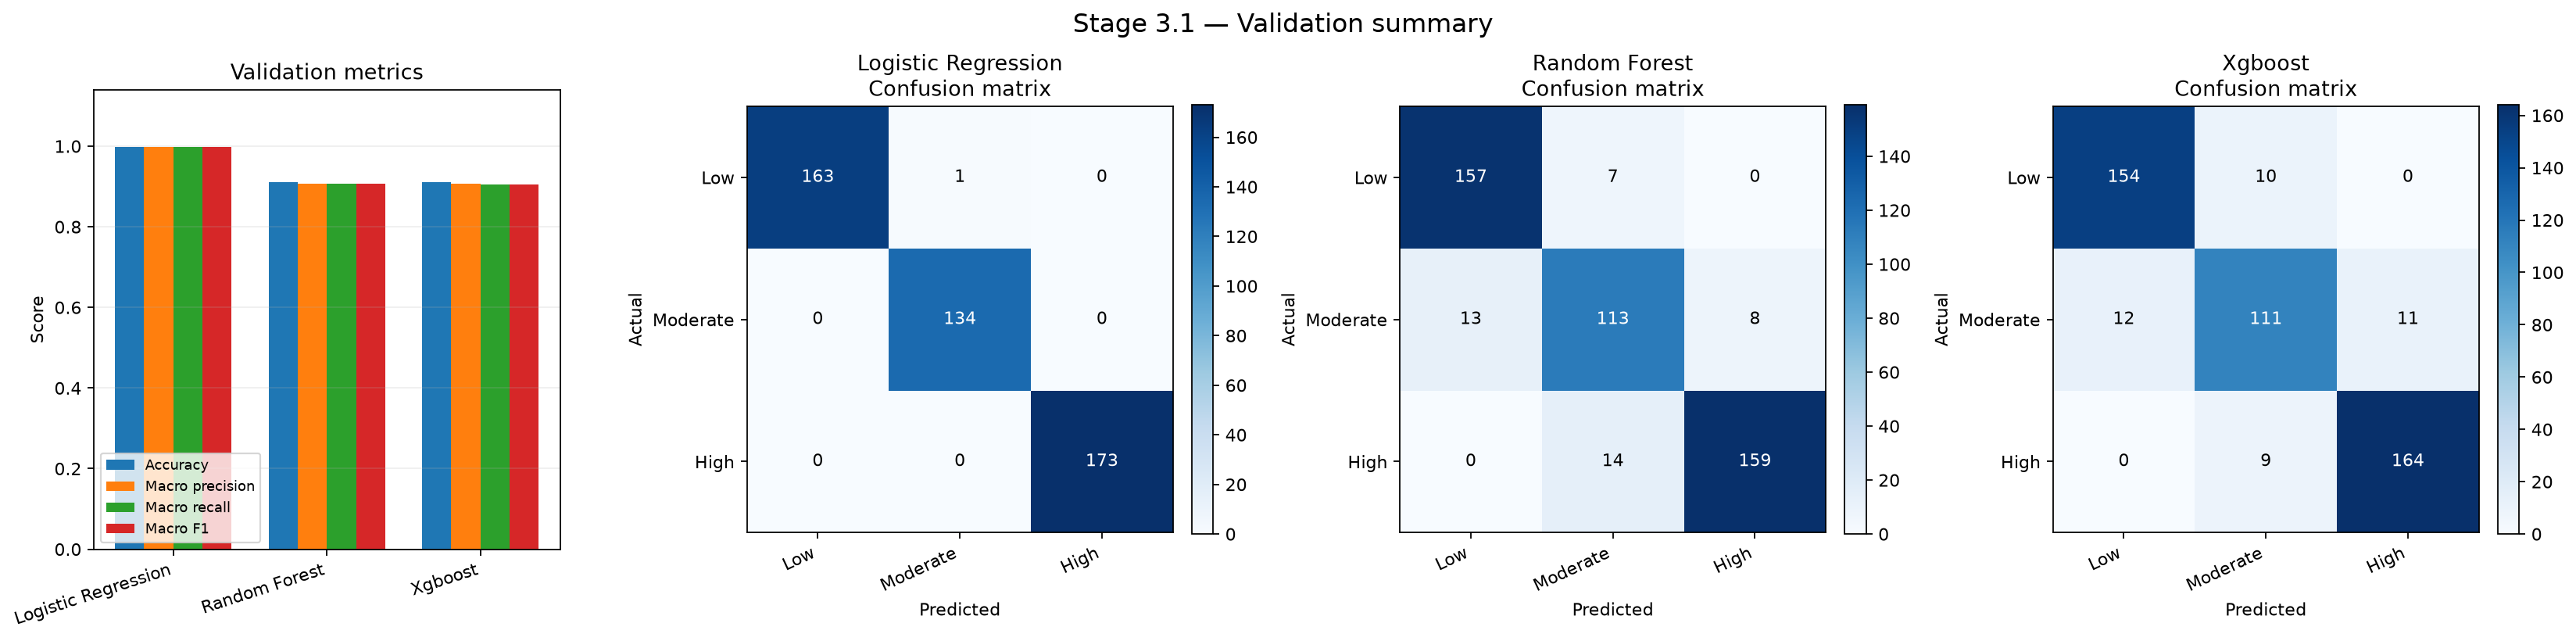 Stage 3.1 — Validation summary
Validation metrics
Score
1.0
0.8
0.6
0.4
0.2
0.0
Accuracy
Macro precision
Macro recall
Macro F1
Logistic Regression
Random Forest
Xgboost
Logistic Regression
Confusion matrix
Actual
Low
Moderate
High
163 1 0
0 134 0
0 0 173
Low
Moderate
High
Predicted
160
140
120
100
80
60
40
20
0
Random Forest
Confusion matrix
Actual
Low
Moderate
High
157 7 0
13 113 8
0 14 159
Low
Moderate
High
Predicted
140
120
100
80
60
40
20
0
Xgboost
Confusion matrix
Actual
Low
Moderate
High
154 10 0
12 111 11
0 9 164
Low
Moderate
High
Predicted
160
140
120
100
80
60
40
20
0